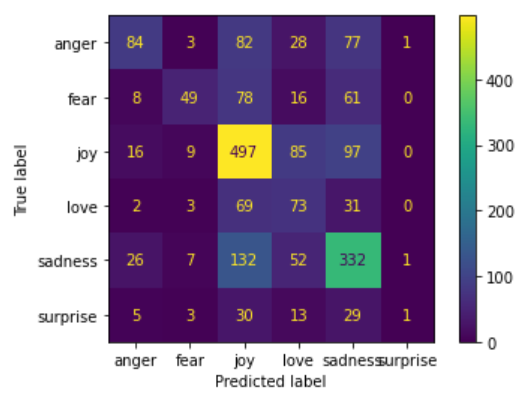 anger 84 3 82 28 77 1
fear 8 49 78 16 61 0
joy 16 9 497 85 97 0
love 2 3 69 73 31 0
sadness 26 7 132 52 332 1
surprise 5 3 30 13 29 1
anger fear joy love sadness surprise
Predicted label
True label
400
300
200
100
0